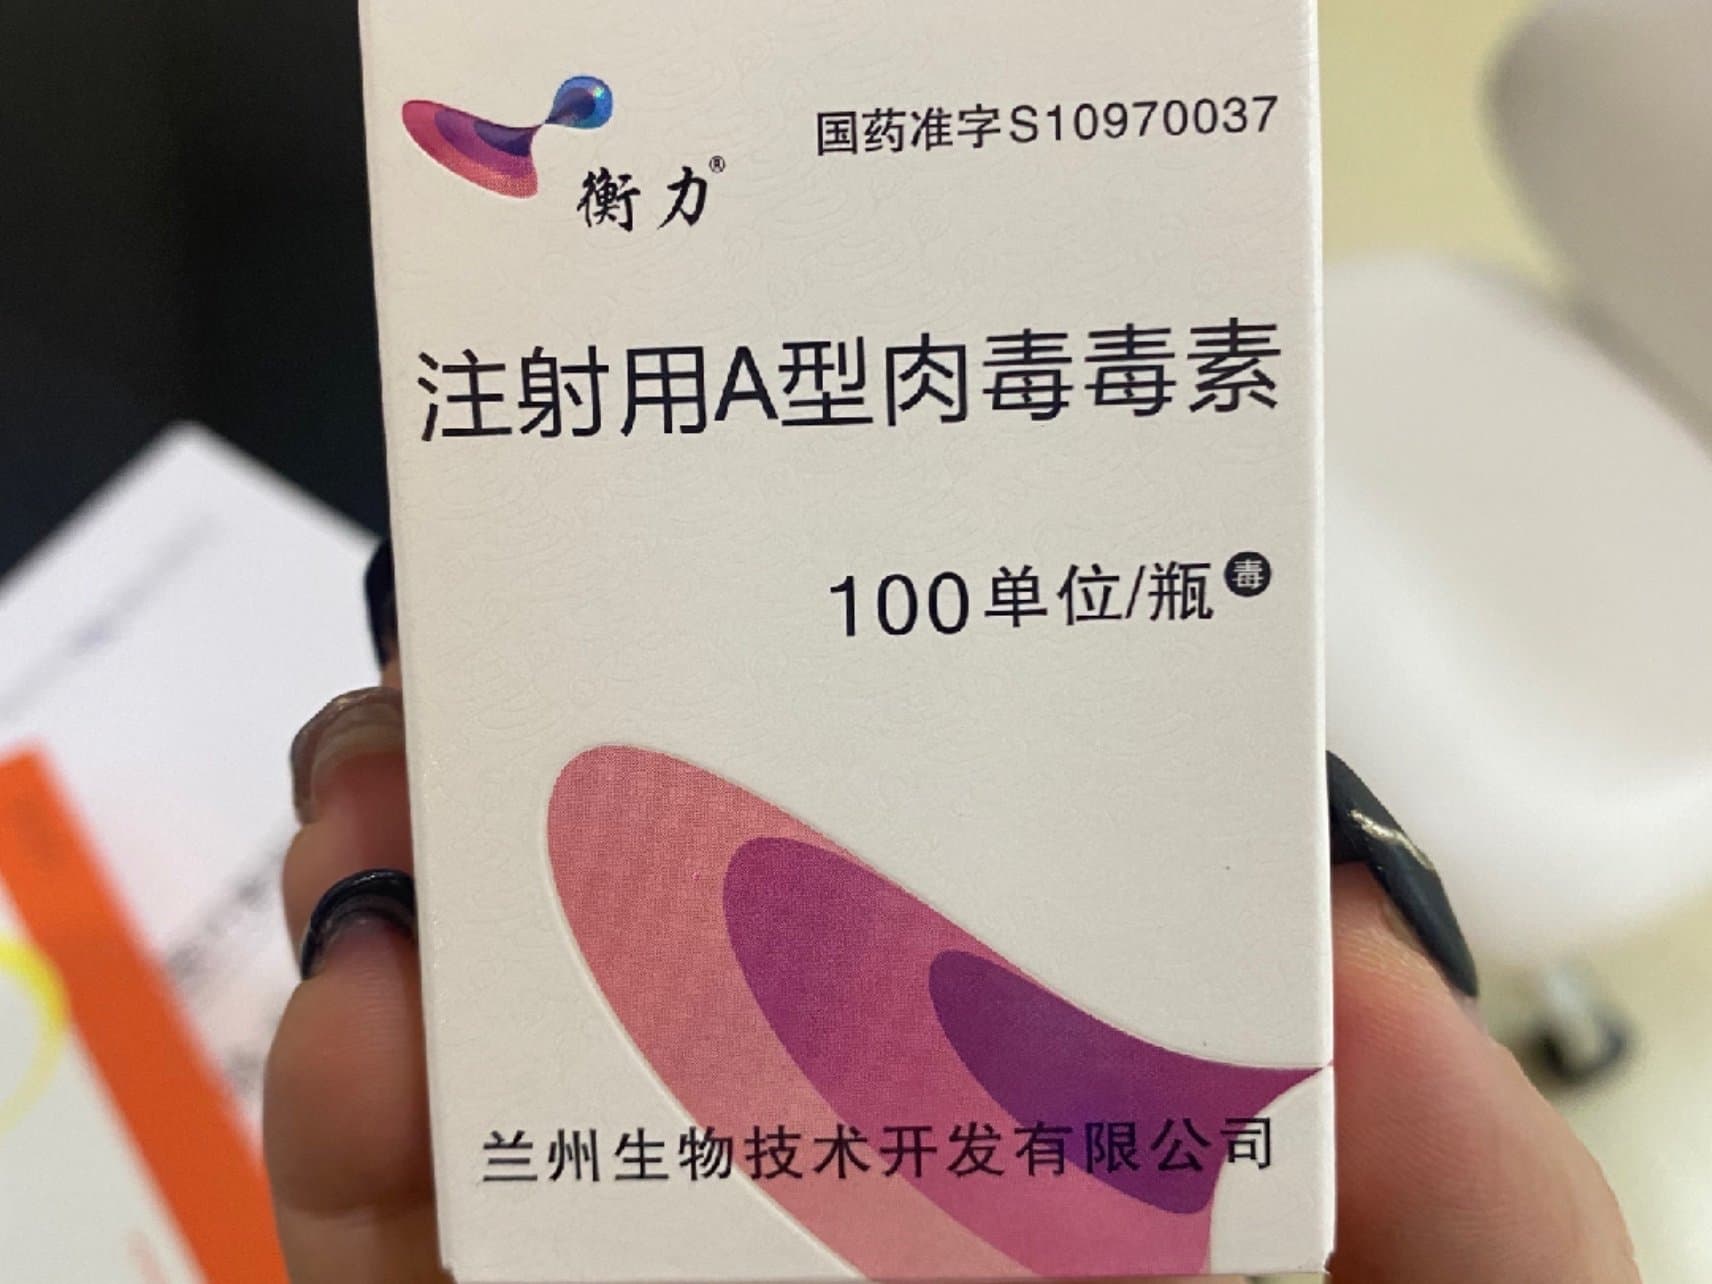 国药准字S10970037
衡力®
注射用A型肉毒毒素
100单位/瓶 毒
兰州生物技术开发有限公司